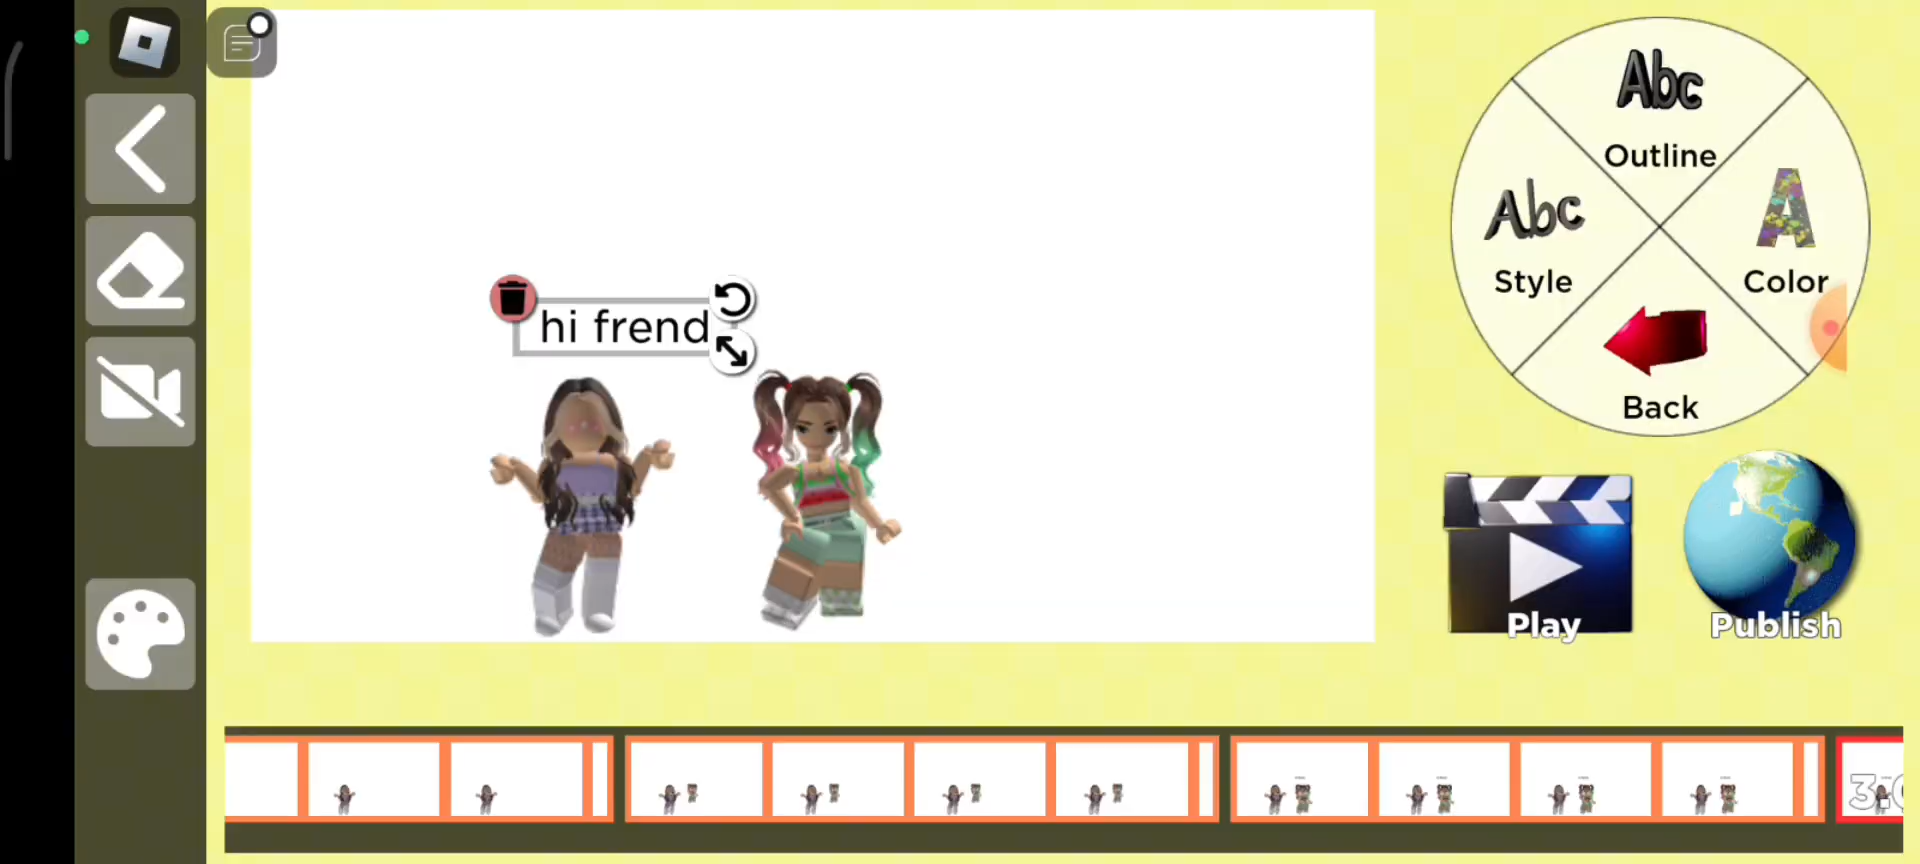 Abc
Outline
Abc
Style
A
Color
Back
hi frend
Play
Publish